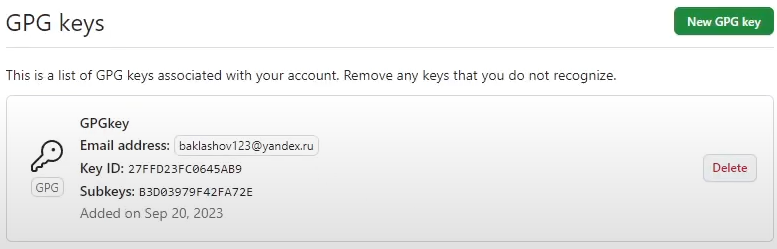 GPG keys
New GPG key
This is a list of GPG keys associated with your account. Remove any keys that you do not recognize.
GPGkey
Email address: baklashov123@yandex.ru
Key ID: 27FFD23FC0645AB9
GPG
Subkeys: B3D03979F42FA72E
Added on Sep 20, 2023
Delete